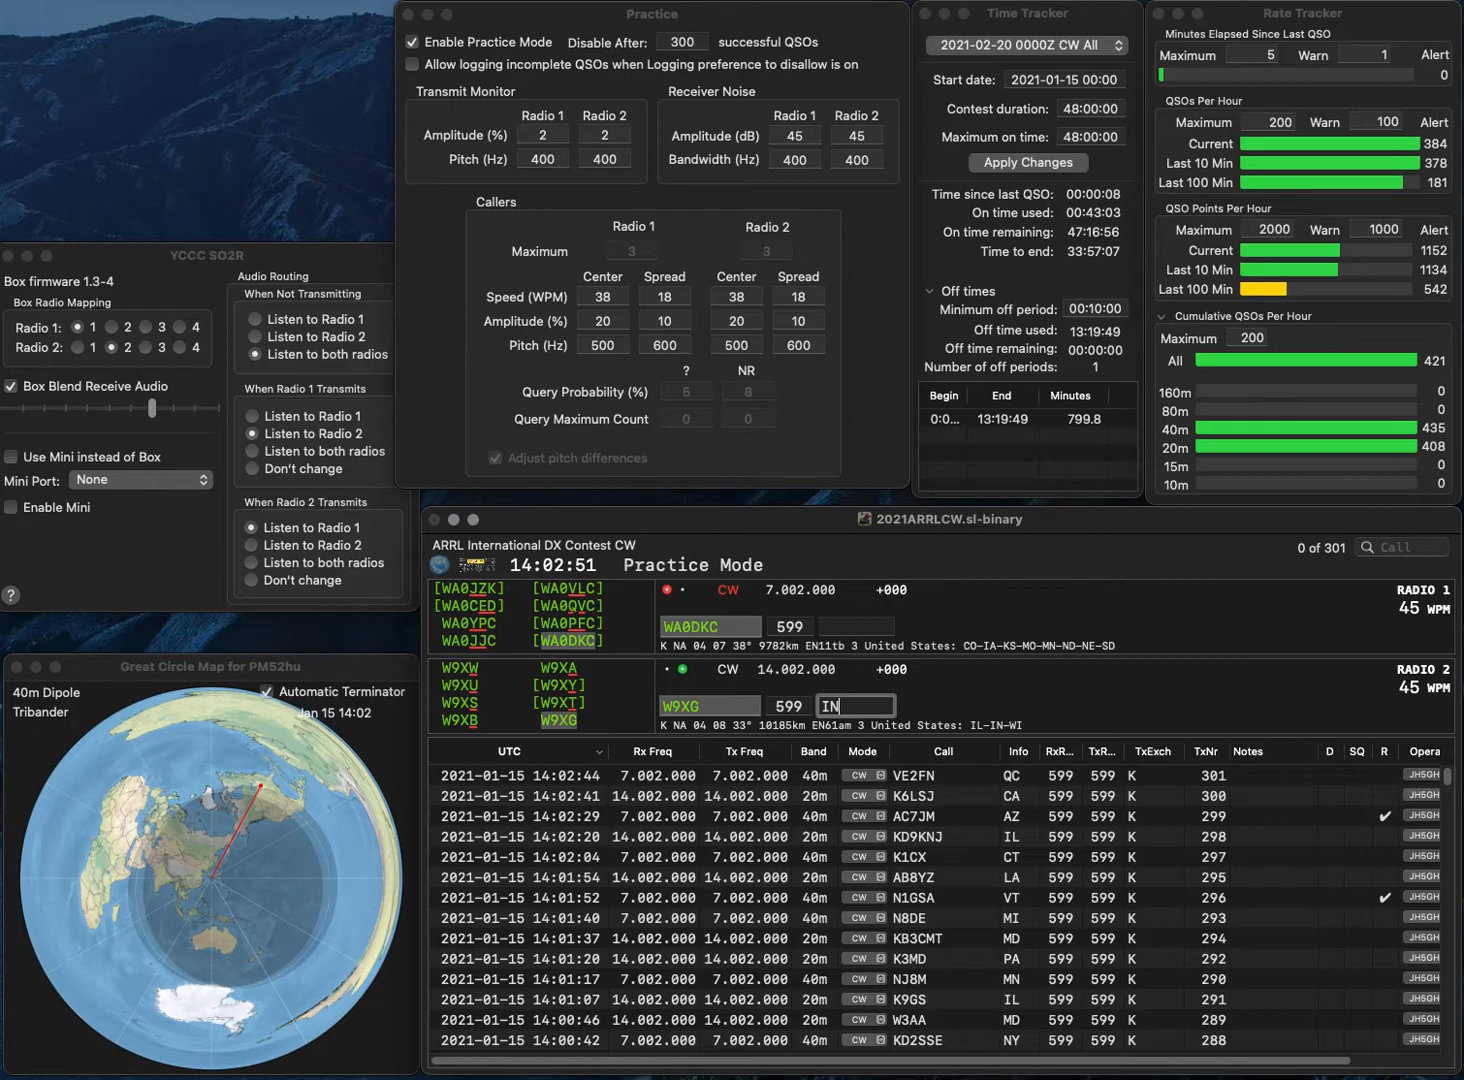 Practice
Enable Practice Mode Disable After: 300 successful QSOs
Allow logging incomplete QSOs when Logging preference to disallow is on
Transmit Monitor
Radio 1 Radio 2
Amplitude (%) 2 2
Pitch (Hz) 400 400
Receiver Noise
Radio 1 Radio 2
Amplitude (dB) 45 45
Bandwidth (Hz) 400 400
Callers
Radio 1 Radio 2
Maximum 3 3
Center Spread Center Spread
Speed (WPM) 38 18 38 18
Amplitude (%) 20 10 20 10
Pitch (Hz) 500 600 500 600
? NR
Query Probability (%) 5 8
Query Maximum Count 0 0
Adjust pitch differences
Time Tracker
2021-02-20 0000Z CW All
Start date: 2021-01-15 00:00
Contest duration: 48:00:00
Maximum on time: 48:00:00
Apply Changes
Time since last QSO: 00:00:08
On time used: 00:43:03
On time remaining: 47:16:56
Time to end: 33:57:07
Off times
Minimum off period: 00:10:00
Off time used: 13:19:49
Off time remaining: 00:00:00
Number of off periods: 1
Begin End Minutes
0:0... 13:19:49 799.8
Rate Tracker
Minutes Elapsed Since Last QSO
Maximum 5 Warn 1 Alert
0
QSOs Per Hour
Maximum 200 Warn 100 Alert
Current 384
Last 10 Min 378
Last 100 Min 181
QSO Points Per Hour
Maximum 2000 Warn 1000 Alert
Current 1152
Last 10 Min 1134
Last 100 Min 542
Cumulative QSOs Per Hour
Maximum 200
All 421
160m 0
80m 0
40m 435
20m 408
15m 0
10m 0
YCCC SO2R
Box firmware 1.3-4
Box Radio Mapping
Radio 1: 1 2 3 4
Radio 2: 1 2 3 4
Box Blend Receive Audio
Use Mini instead of Box
Mini Port: None
Enable Mini
?
Audio Routing
When Not Transmitting
Listen to Radio 1
Listen to Radio 2
Listen to both radios
When Radio 1 Transmits
Listen to Radio 1
Listen to Radio 2
Listen to both radios
Don't change
When Radio 2 Transmits
Listen to Radio 1
Listen to Radio 2
Listen to both radios
Don't change
Great Circle Map for PM52hu
40m Dipole
Tribander
Automatic Terminator
Jan 15 14:02
2021ARRLCW.sl-binary
ARRL International DX Contest CW
0 of 301 Call
14:02:51 Practice Mode
[WA0JZK] [WA0VLC]
[WA0CED] [WA0QVC]
WA0YPC [WA0PFC]
WA0JJC [WA0DKC]
CW 7.002.000 +000 RADIO 1
45 WPM
WA0DKC 599
K NA 04 07 38° 9782km EN11tb 3 United States: CO-IA-KS-MO-MN-ND-NE-SD
W9XW W9XA
W9XU [W9XY]
W9XS [W9XT]
W9XB W9XG
CW 14.002.000 +000 RADIO 2
45 WPM
W9XG 599 IN
K NA 04 08 33° 10185km EN61am 3 United States: IL-IN-WI
UTC Rx Freq Tx Freq Band Mode Call Info RxR... TxR... TxExch TxNr Notes D SQ R Opera
2021-01-15 14:02:44 7.002.000 7.002.000 40m CW VE2FN QC 599 599 K 301 JH5GH
2021-01-15 14:02:41 14.002.000 14.002.000 20m CW K6LSJ CA 599 599 K 300 JH5GH
2021-01-15 14:02:29 7.002.000 7.002.000 40m CW AC7JM AZ 599 599 K 299 ✔ JH5GH
2021-01-15 14:02:20 14.002.000 14.002.000 20m CW KD9KNJ IL 599 599 K 298 JH5GH
2021-01-15 14:02:04 7.002.000 7.002.000 40m CW K1CX CT 599 599 K 297 JH5GH
2021-01-15 14:01:54 14.002.000 14.002.000 20m CW AB8YZ LA 599 599 K 295 JH5GH
2021-01-15 14:01:52 7.002.000 7.002.000 40m CW N1GSA VT 599 599 K 296 ✔ JH5GH
2021-01-15 14:01:40 7.002.000 7.002.000 40m CW N8DE MI 599 599 K 293 JH5GH
2021-01-15 14:01:37 14.002.000 14.002.000 20m CW KB3CMT MD 599 599 K 294 JH5GH
2021-01-15 14:01:20 14.002.000 14.002.000 20m CW K3MD PA 599 599 K 292 JH5GH
2021-01-15 14:01:17 7.002.000 7.002.000 40m CW NJ8M MN 599 599 K 290 JH5GH
2021-01-15 14:01:07 14.002.000 14.002.000 20m CW K9GS IL 599 599 K 291 JH5GH
2021-01-15 14:00:46 14.002.000 14.002.000 20m CW W3AA MD 599 599 K 289 JH5GH
2021-01-15 14:00:42 7.002.000 7.002.000 40m CW KD2SSE NY 599 599 K 288 JH5GH